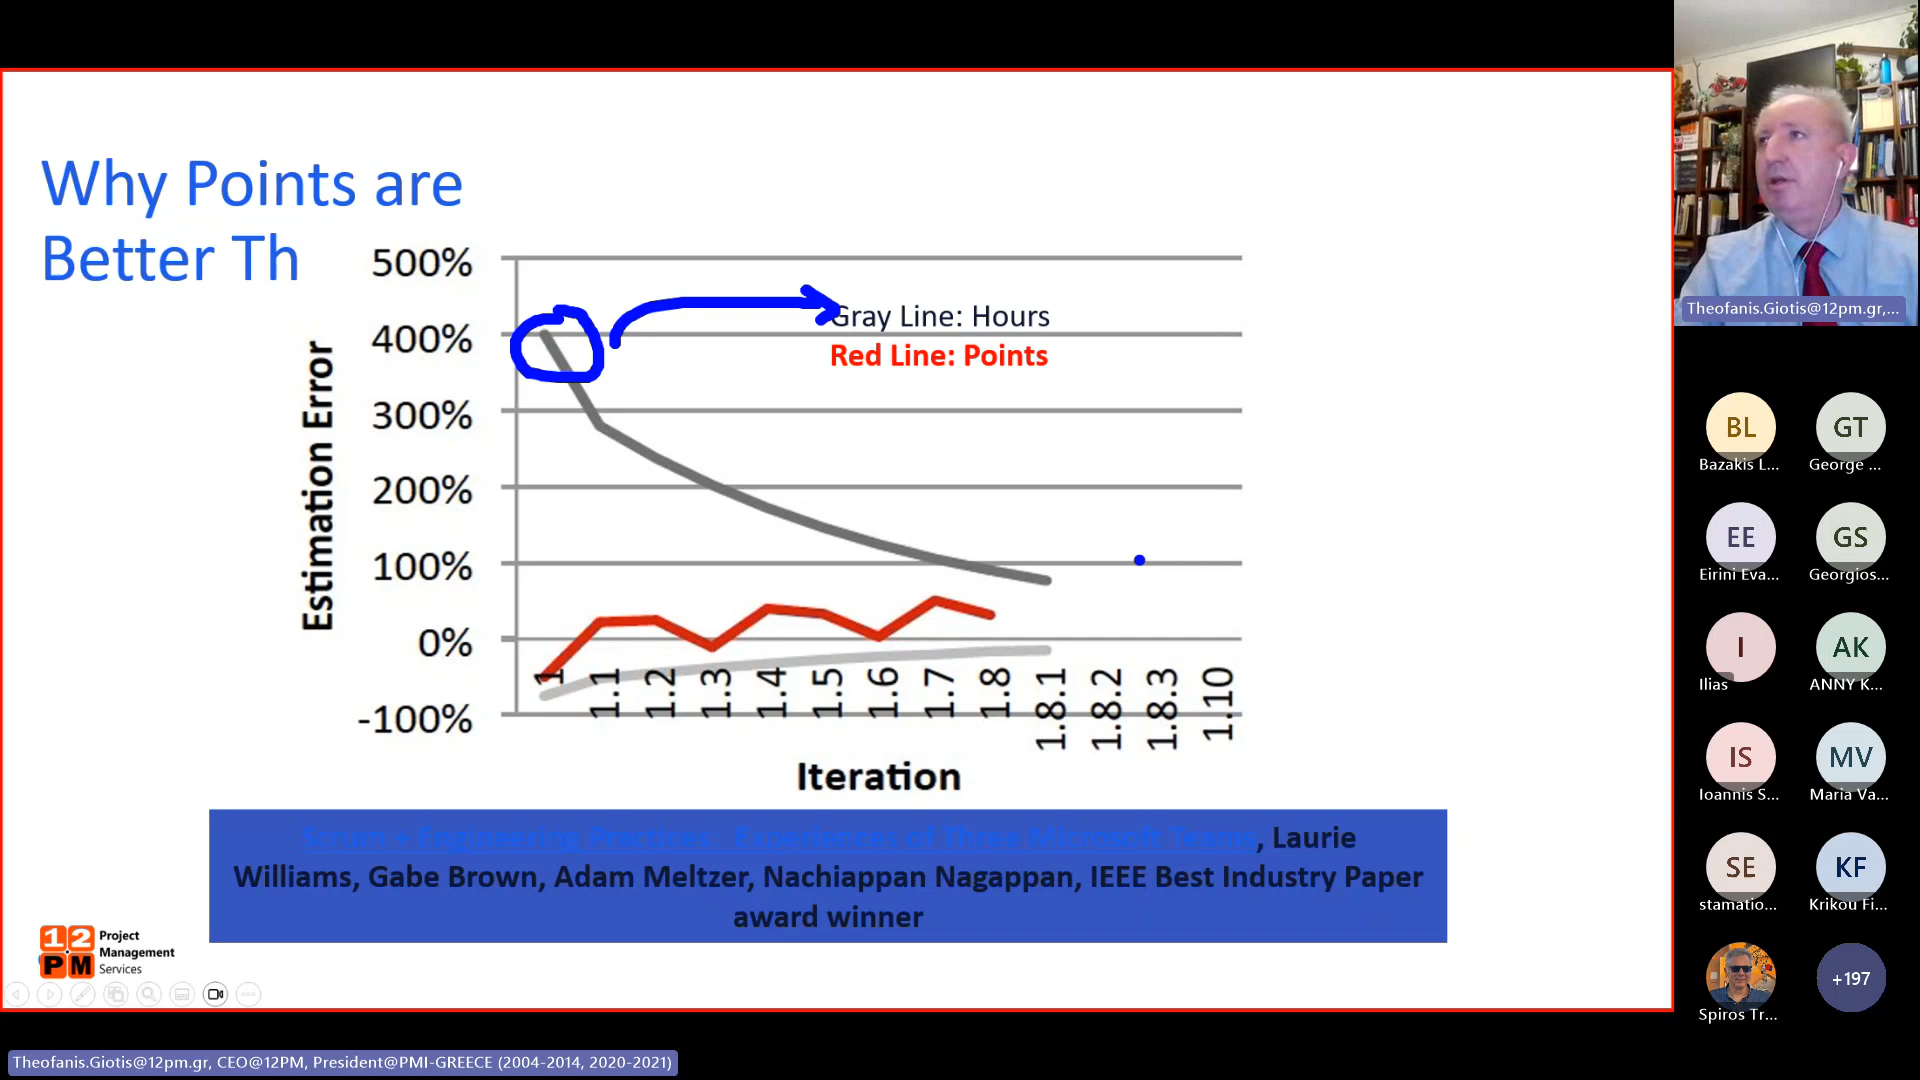 Why Points are
Better Th
500%
400%
300%
200%
100%
0%
-100%
Estimation Error
Gray Line: Hours
Red Line: Points
1
1.1
1.2
1.3
1.4
1.5
1.6
1.7
1.8
1.8.1
1.8.2
1.8.3
1.10
Iteration
Scrum + Engineering Practices: Experiences of Three Microsoft Teams, Laurie
Williams, Gabe Brown, Adam Meltzer, Nachiappan Nagappan, IEEE Best Industry Paper
award winner
12
PM
Project
Management
Services
Theofanis.Giotis@12pm.gr,...
BL
Bazakis L...
GT
George ...
EE
Eirini Eva...
GS
Georgios...
I
Ilias
AK
ANNY K...
IS
Ioannis S...
MV
Maria Va...
SE
stamatio...
KF
Krikou Fi...
Spiros Tr...
+197
Theofanis.Giotis@12pm.gr, CEO@12PM, President@PMI-GREECE (2004-2014, 2020-2021)